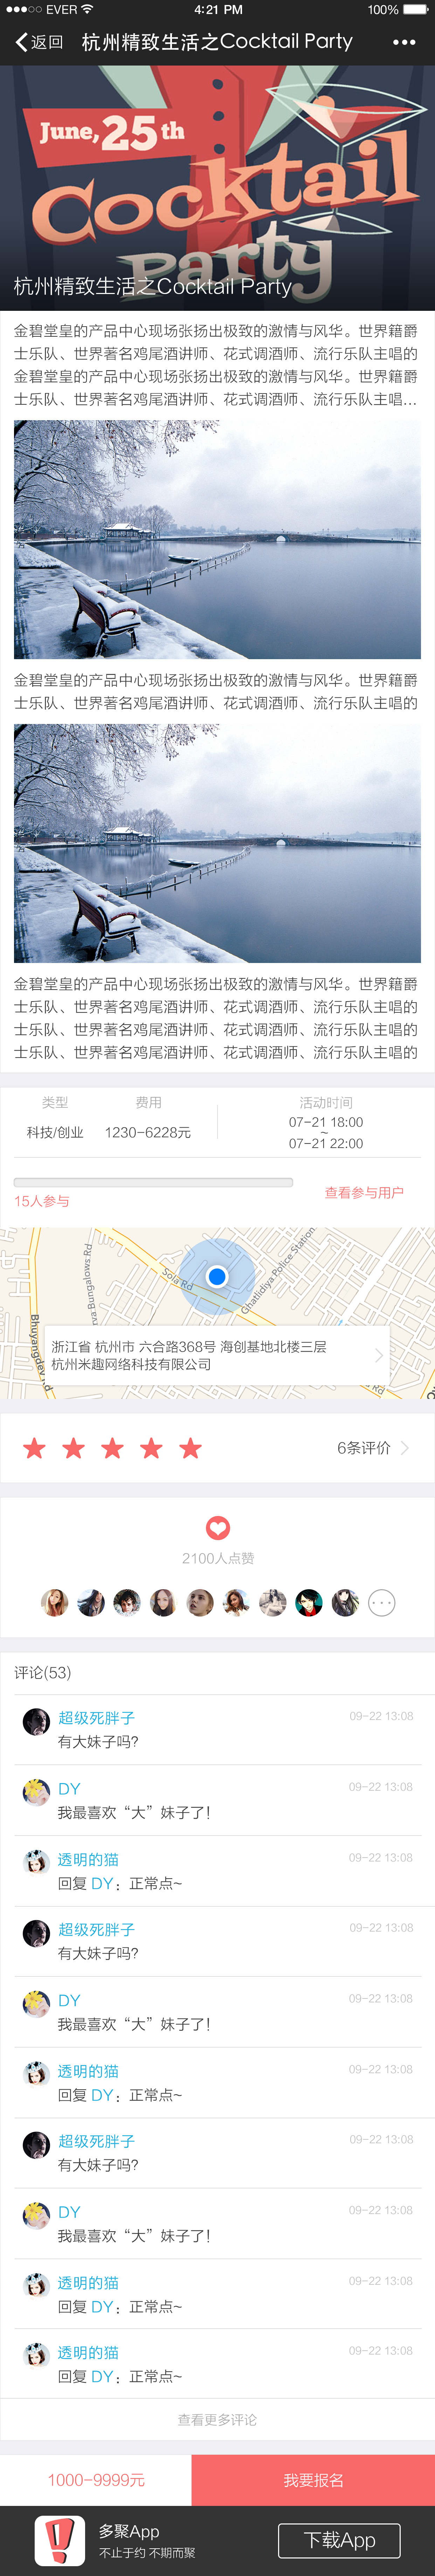 EVER 4:21 PM 100%
返回 杭州精致生活之Cocktail Party
June, 25th
Cocktail
Party
杭州精致生活之Cocktail Party
金碧堂皇的产品中心现场张扬出极致的激情与风华。世界籍爵
士乐队、世界著名鸡尾酒讲师、花式调酒师、流行乐队主唱的
金碧堂皇的产品中心现场张扬出极致的激情与风华。世界籍爵
士乐队、世界著名鸡尾酒讲师、花式调酒师、流行乐队主唱...
金碧堂皇的产品中心现场张扬出极致的激情与风华。世界籍爵
士乐队、世界著名鸡尾酒讲师、花式调酒师、流行乐队主唱的
金碧堂皇的产品中心现场张扬出极致的激情与风华。世界籍爵
士乐队、世界著名鸡尾酒讲师、花式调酒师、流行乐队主唱的
士乐队、世界著名鸡尾酒讲师、花式调酒师、流行乐队主唱的
士乐队、世界著名鸡尾酒讲师、花式调酒师、流行乐队主唱的
类型 费用 活动时间
科技/创业 1230-6228元 07-21 18:00
~
07-21 22:00
15人参与 查看参与用户
Sola Rd
Ghatlidiya Police Station
Bhuyangdev Rd
浙江省 杭州市 六合路368号 海创基地北楼三层
杭州米趣网络科技有限公司
Rd
6条评价
2100人点赞
评论(53)
超级死胖子 09-22 13:08
有大妹子吗?
DY 09-22 13:08
我最喜欢“大”妹子了!
透明的猫 09-22 13:08
回复 DY：正常点~
超级死胖子 09-22 13:08
有大妹子吗?
DY 09-22 13:08
我最喜欢“大”妹子了!
透明的猫 09-22 13:08
回复 DY：正常点~
超级死胖子 09-22 13:08
有大妹子吗?
DY 09-22 13:08
我最喜欢“大”妹子了!
透明的猫 09-22 13:08
回复 DY：正常点~
透明的猫 09-22 13:08
回复 DY：正常点~
查看更多评论
1000-9999元 我要报名
多聚App
不止于约 不期而聚
下载App